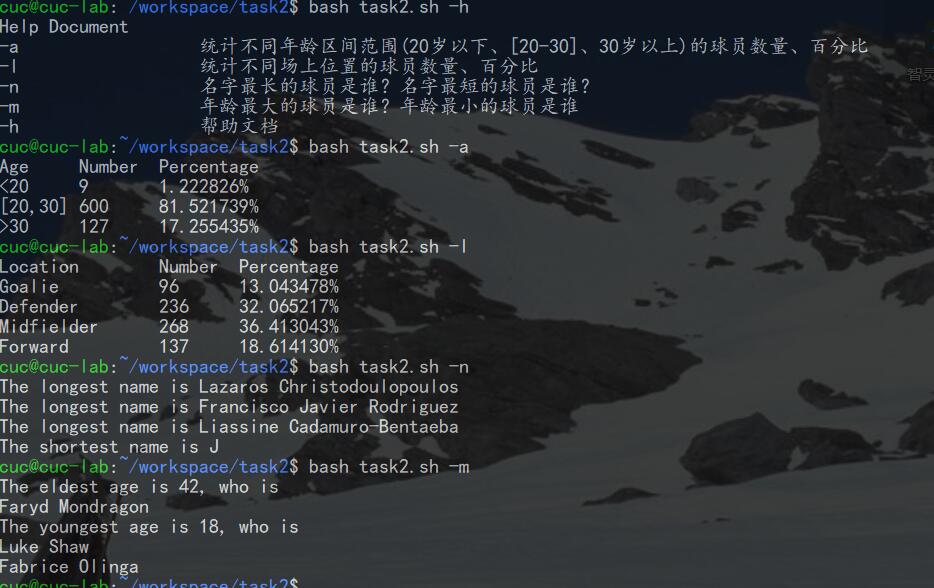 cuc@cuc-lab: /workspace/task2$ bash task2.sh -h
Help Document
-a 统计不同年龄区间范围(20岁以下、[20-30]、30岁以上)的球员数量、百分比
-l 统计不同场上位置的球员数量、百分比
-n 名字最长的球员是谁？名字最短的球员是谁？
-m 年龄最大的球员是谁？年龄最小的球员是谁
-h 帮助文档
cuc@cuc-lab:~/workspace/task2$ bash task2.sh -a
Age Number Percentage
<20 9 1.222826%
[20,30] 600 81.521739%
>30 127 17.255435%
cuc@cuc-lab:~/workspace/task2$ bash task2.sh -l
Location Number Percentage
Goalie 96 13.043478%
Defender 236 32.065217%
Midfielder 268 36.413043%
Forward 137 18.614130%
cuc@cuc-lab:~/workspace/task2$ bash task2.sh -n
The longest name is Lazaros Christodoulopoulos
The longest name is Francisco Javier Rodriguez
The longest name is Liassine Cadamuro-Bentaeba
The shortest name is J
cuc@cuc-lab:~/workspace/task2$ bash task2.sh -m
The eldest age is 42, who is
Faryd Mondragon
The youngest age is 18, who is
Luke Shaw
Fabrice Olinga
cuc@cuc-lab:~/workspace/task2$